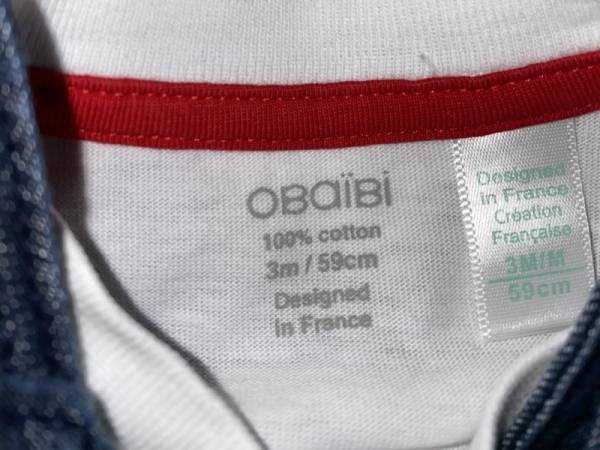 OBaïBi
100% cotton
3m / 59cm
Designed
in France
Designed
in France
Création
Française
3M/M
59cm